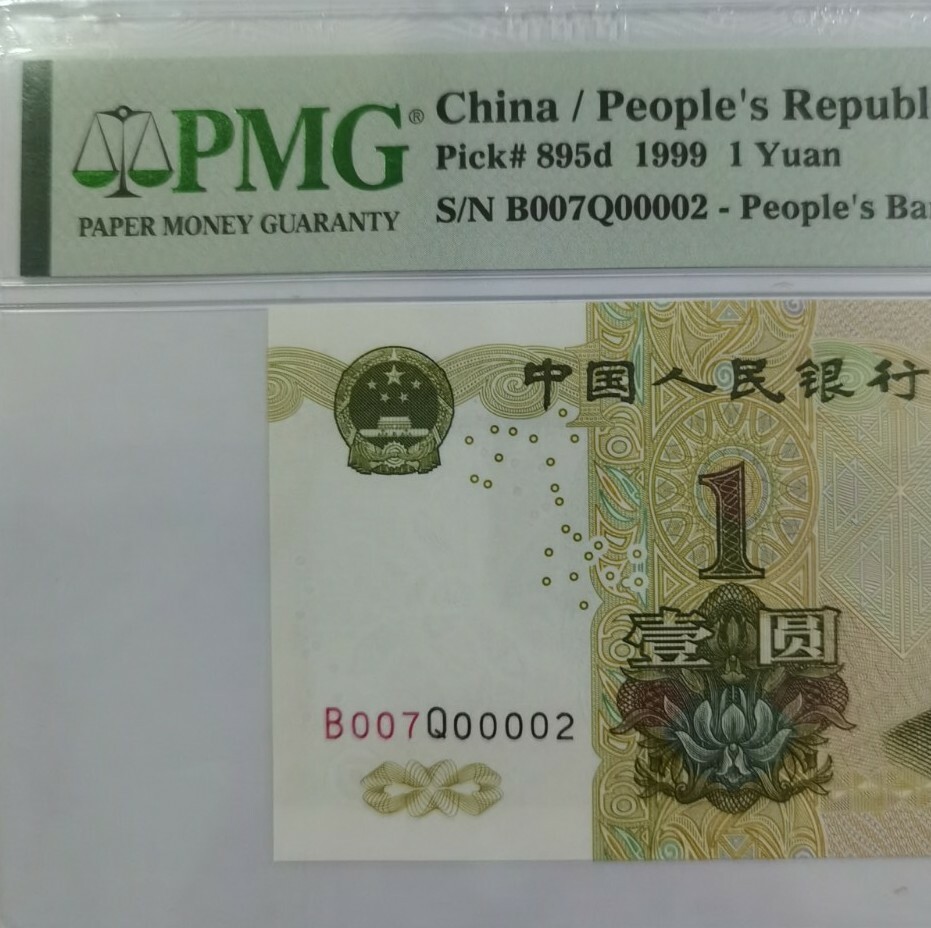 PMG®
PAPER MONEY GUARANTY
China / People's Republ
Pick# 895d 1999 1 Yuan
S/N B007Q00002 - People's Ba
中国人民银行
1
壹圆
B007Q00002